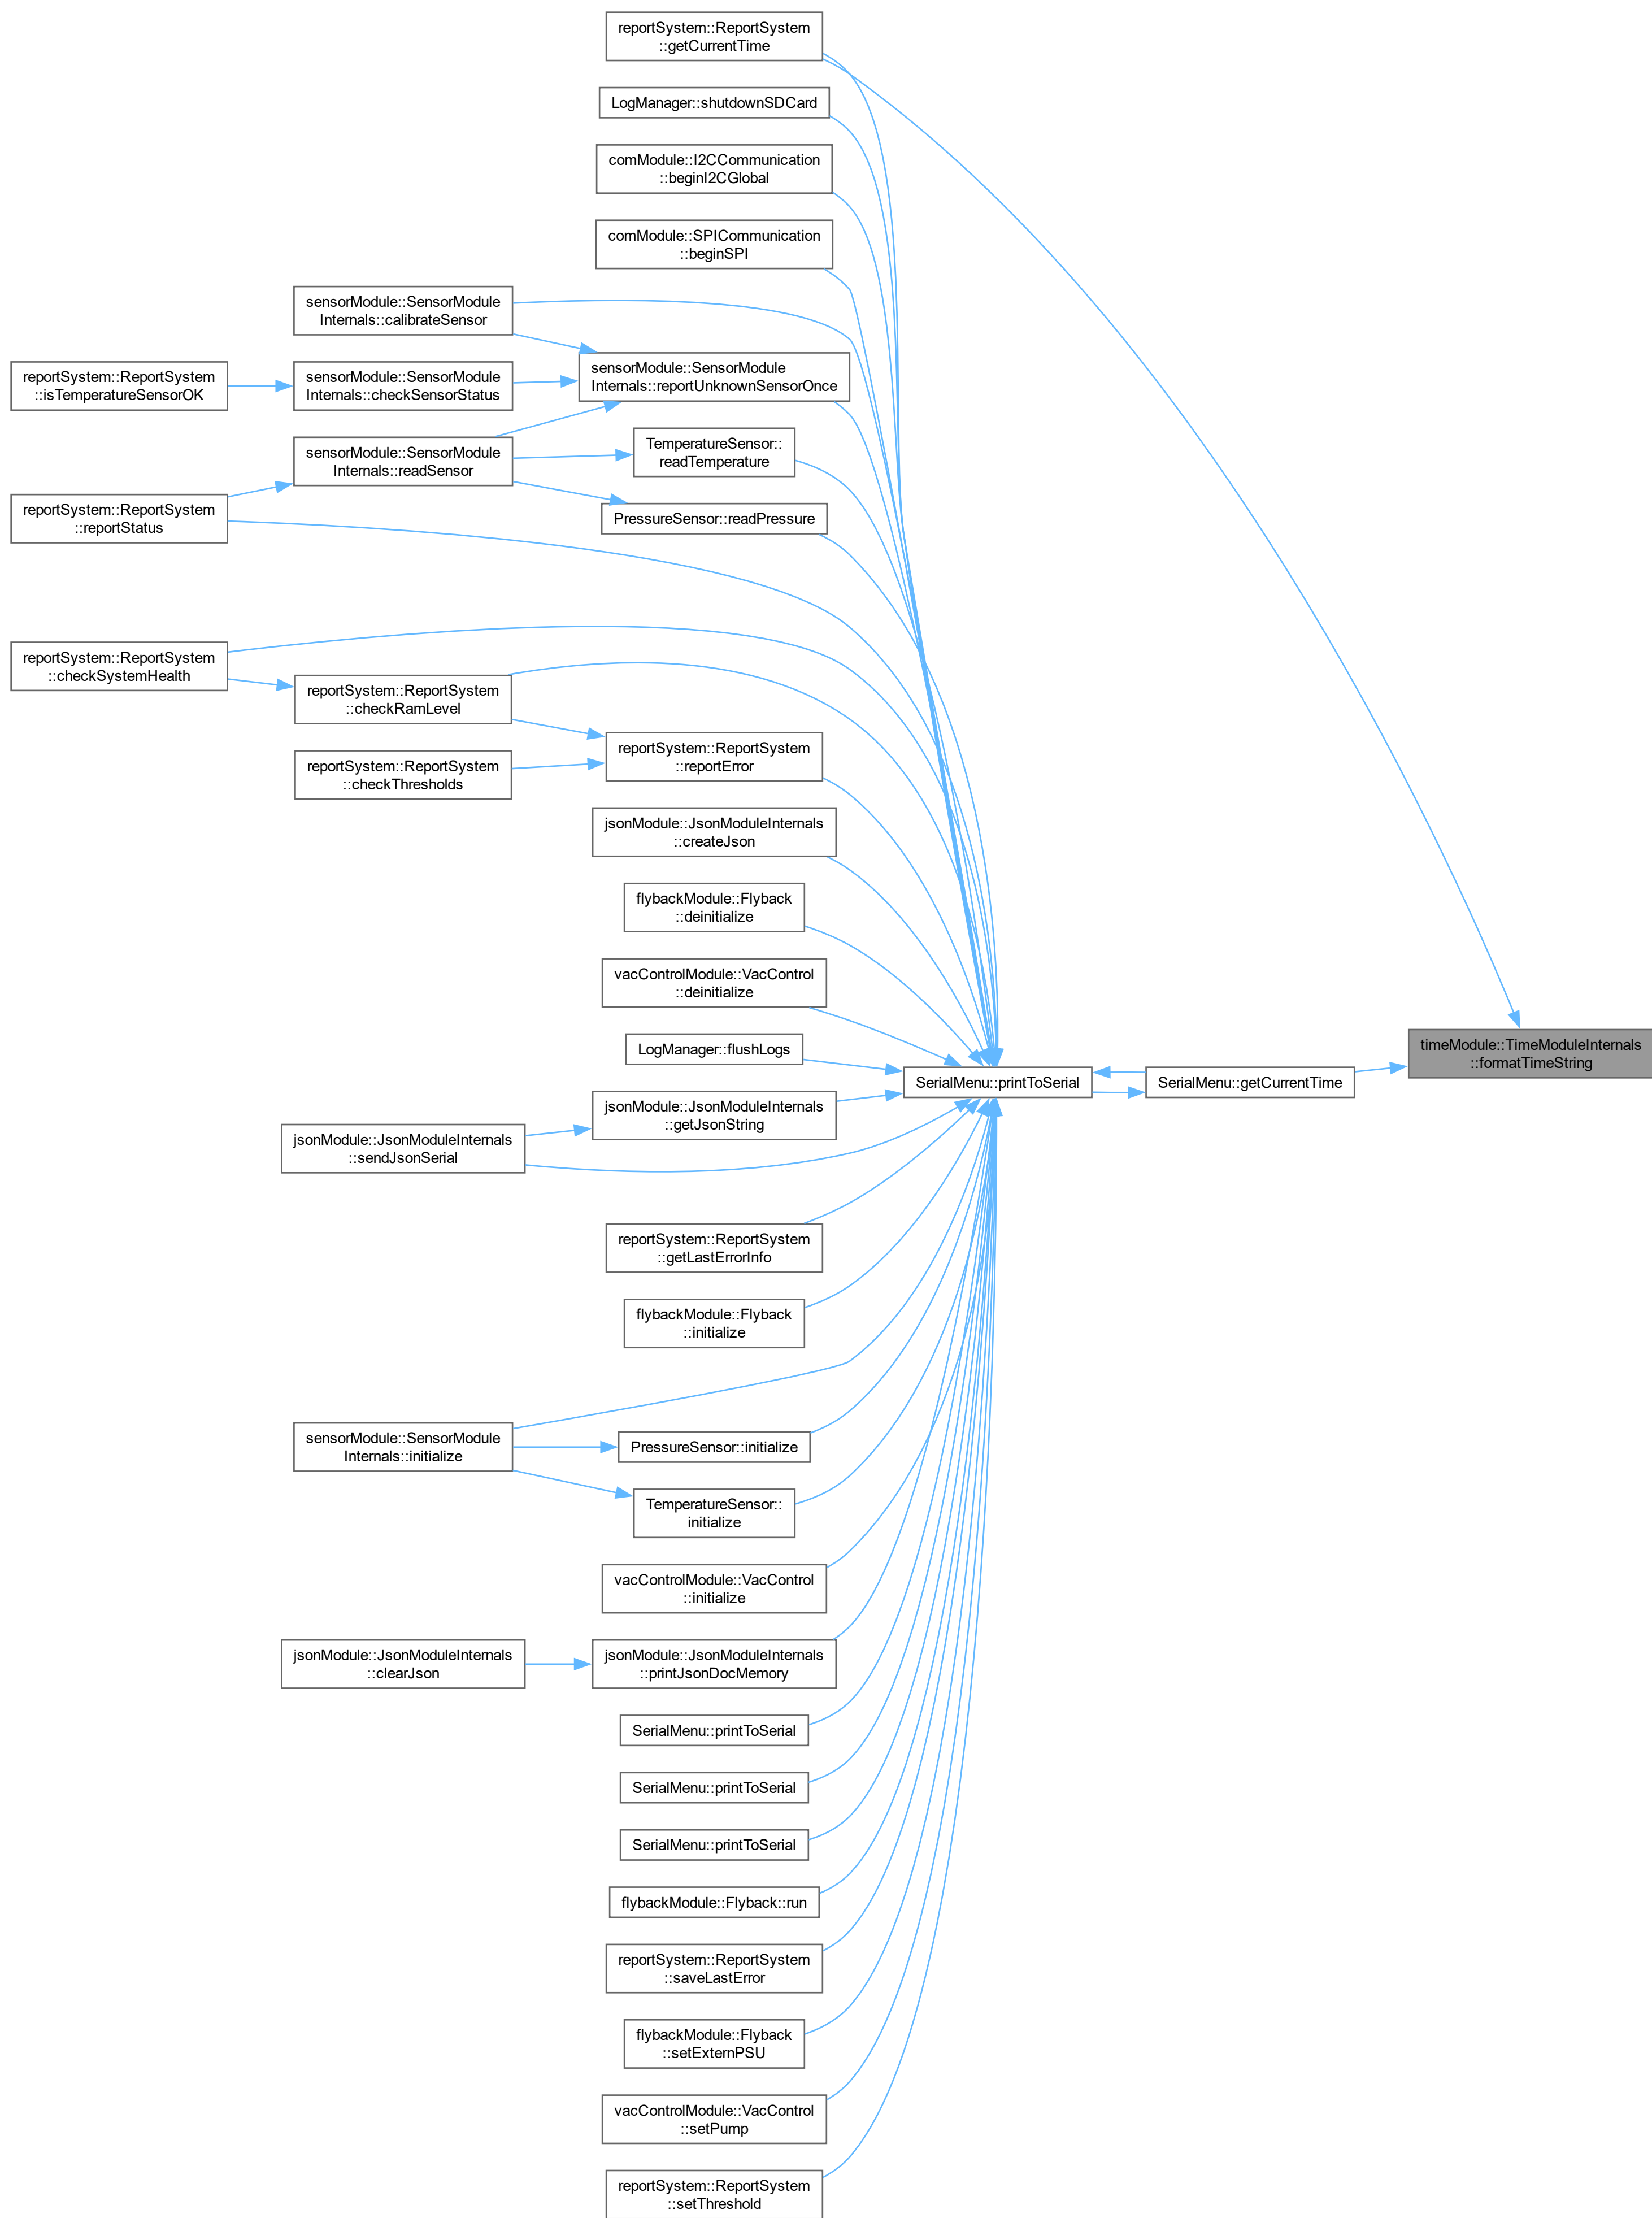 reportSystem::ReportSystem
::getCurrentTime
LogManager::shutdownSDCard
comModule::I2CCommunication
::beginI2CGlobal
comModule::SPICommunication
::beginSPI
sensorModule::SensorModule
Internals::calibrateSensor
sensorModule::SensorModule
Internals::reportUnknownSensorOnce
reportSystem::ReportSystem
::isTemperatureSensorOK
sensorModule::SensorModule
Internals::checkSensorStatus
sensorModule::SensorModule
Internals::readSensor
TemperatureSensor::
readTemperature
reportSystem::ReportSystem
::reportStatus
PressureSensor::readPressure
reportSystem::ReportSystem
::checkSystemHealth
reportSystem::ReportSystem
::checkRamLevel
reportSystem::ReportSystem
::reportError
reportSystem::ReportSystem
::checkThresholds
jsonModule::JsonModuleInternals
::createJson
flybackModule::Flyback
::deinitialize
vacControlModule::VacControl
::deinitialize
LogManager::flushLogs
SerialMenu::printToSerial
SerialMenu::getCurrentTime
timeModule::TimeModuleInternals
::formatTimeString
jsonModule::JsonModuleInternals
::getJsonString
jsonModule::JsonModuleInternals
::sendJsonSerial
reportSystem::ReportSystem
::getLastErrorInfo
flybackModule::Flyback
::initialize
sensorModule::SensorModule
Internals::initialize
PressureSensor::initialize
TemperatureSensor::
initialize
vacControlModule::VacControl
::initialize
jsonModule::JsonModuleInternals
::clearJson
jsonModule::JsonModuleInternals
::printJsonDocMemory
SerialMenu::printToSerial
SerialMenu::printToSerial
SerialMenu::printToSerial
flybackModule::Flyback::run
reportSystem::ReportSystem
::saveLastError
flybackModule::Flyback
::setExternPSU
vacControlModule::VacControl
::setPump
reportSystem::ReportSystem
::setThreshold